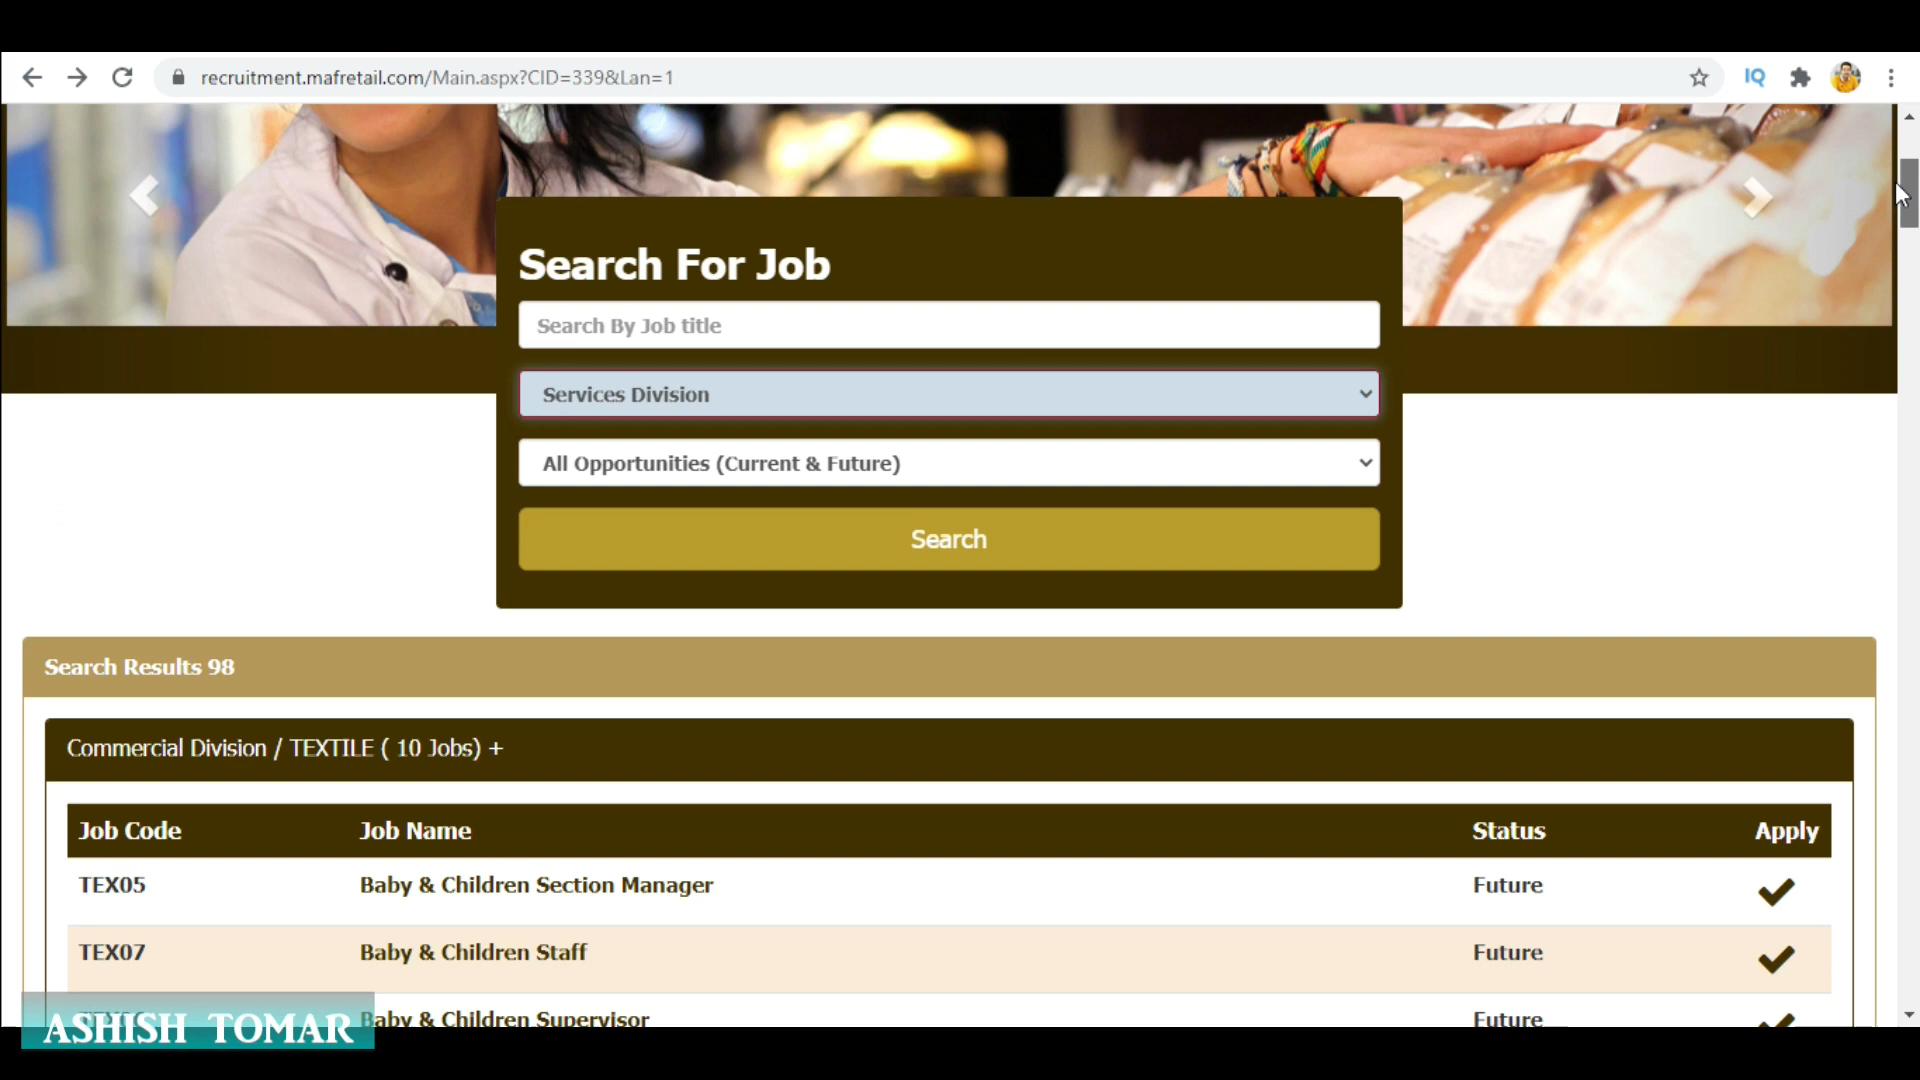 recruitment.mafretail.com/Main.aspx?CID=339&Lan=1
IQ
Search For Job
Search By Job title
Services Division
All Opportunities (Current & Future)
Search
Search Results 98
Commercial Division / TEXTILE ( 10 Jobs) +
Job Code Job Name Status Apply
TEX05 Baby & Children Section Manager Future
TEX07 Baby & Children Staff Future
Baby & Children Supervisor Future
ASHISH TOMAR